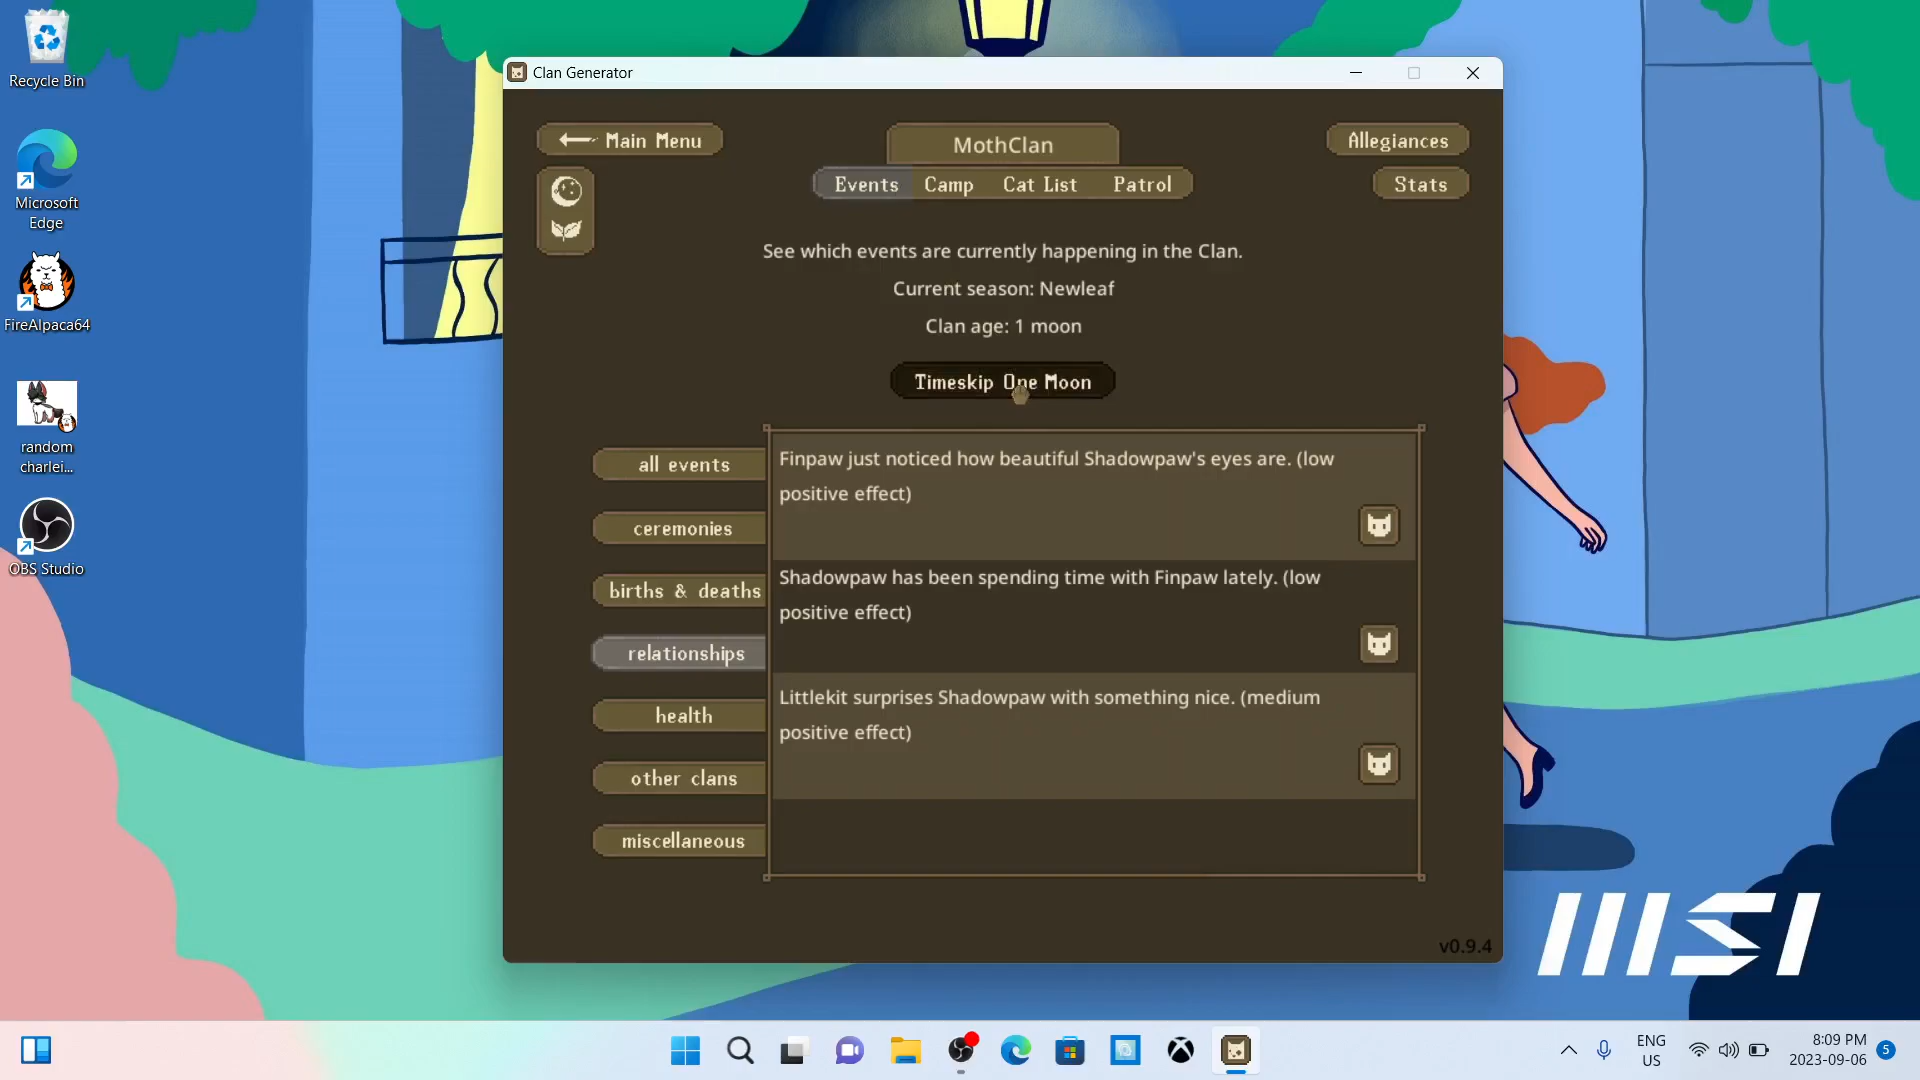 Recycle Bin
Microsoft
Edge
FireAlpaca64
random
charlei...
OBS Studio
Clan Generator
Main Menu
MothClan
Allegiances
Events
Camp
Cat List
Patrol
Stats
See which events are currently happening in the Clan.
Current season: Newleaf
Clan age: 1 moon
Timeskip One Moon
all events
ceremonies
births & deaths
relationships
health
other clans
miscellaneous
Finpaw just noticed how beautiful Shadowpaw's eyes are. (low
positive effect)
Shadowpaw has been spending time with Finpaw lately. (low
positive effect)
Littlekit surprises Shadowpaw with something nice. (medium
positive effect)
v0.9.4
msi
ENG
US
8:09 PM
2023-09-06
5